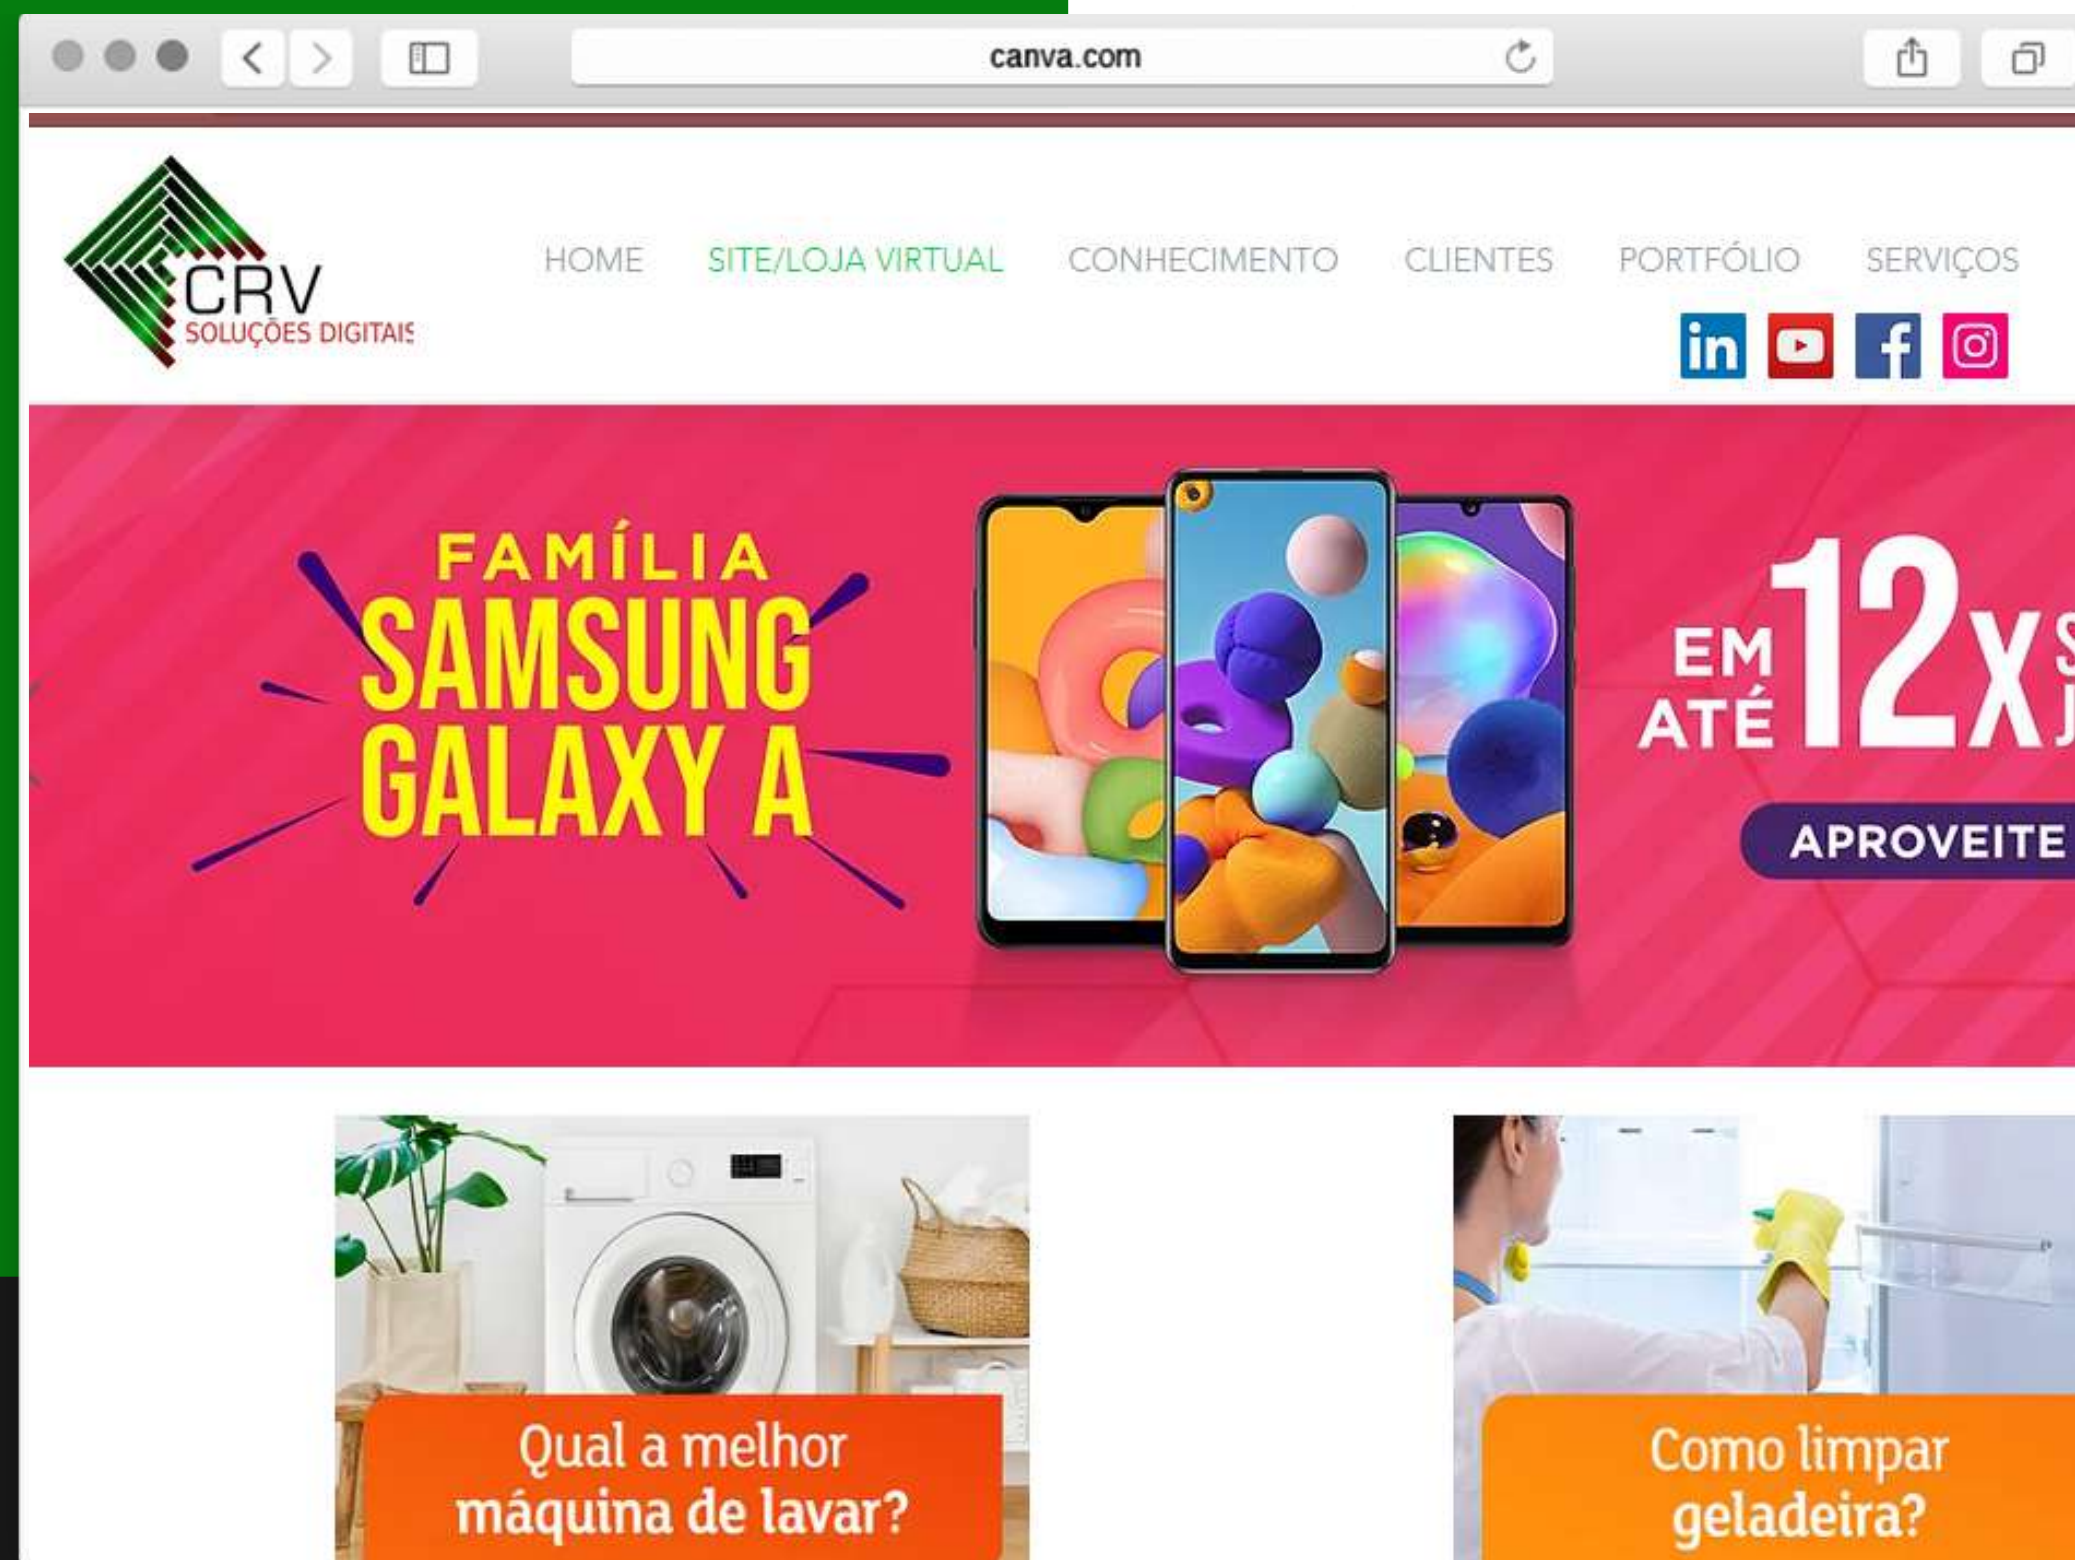 canva.com
CRV
SOLUÇÕES DIGITAIS
HOME SITE/LOJA VIRTUAL CONHECIMENTO CLIENTES PORTFÓLIO SERVIÇOS
in f
FAMÍLIA
SAMSUNG
GALAXY A
EM
ATÉ
12X
APROVEITE
Qual a melhor
máquina de lavar?
Como limpar
geladeira?